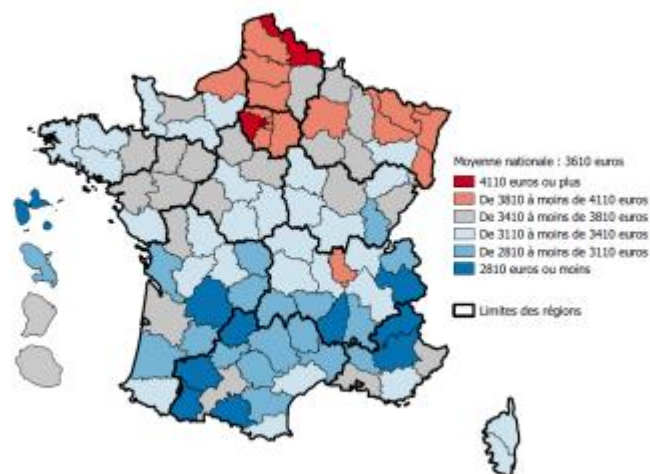 Moyenne nationale : 3610 euros
4110 euros ou plus
De 3810 à moins de 4110 euros
De 3410 à moins de 3810 euros
De 3110 à moins de 3410 euros
De 2810 à moins de 3110 euros
2810 euros ou moins
Limites des régions